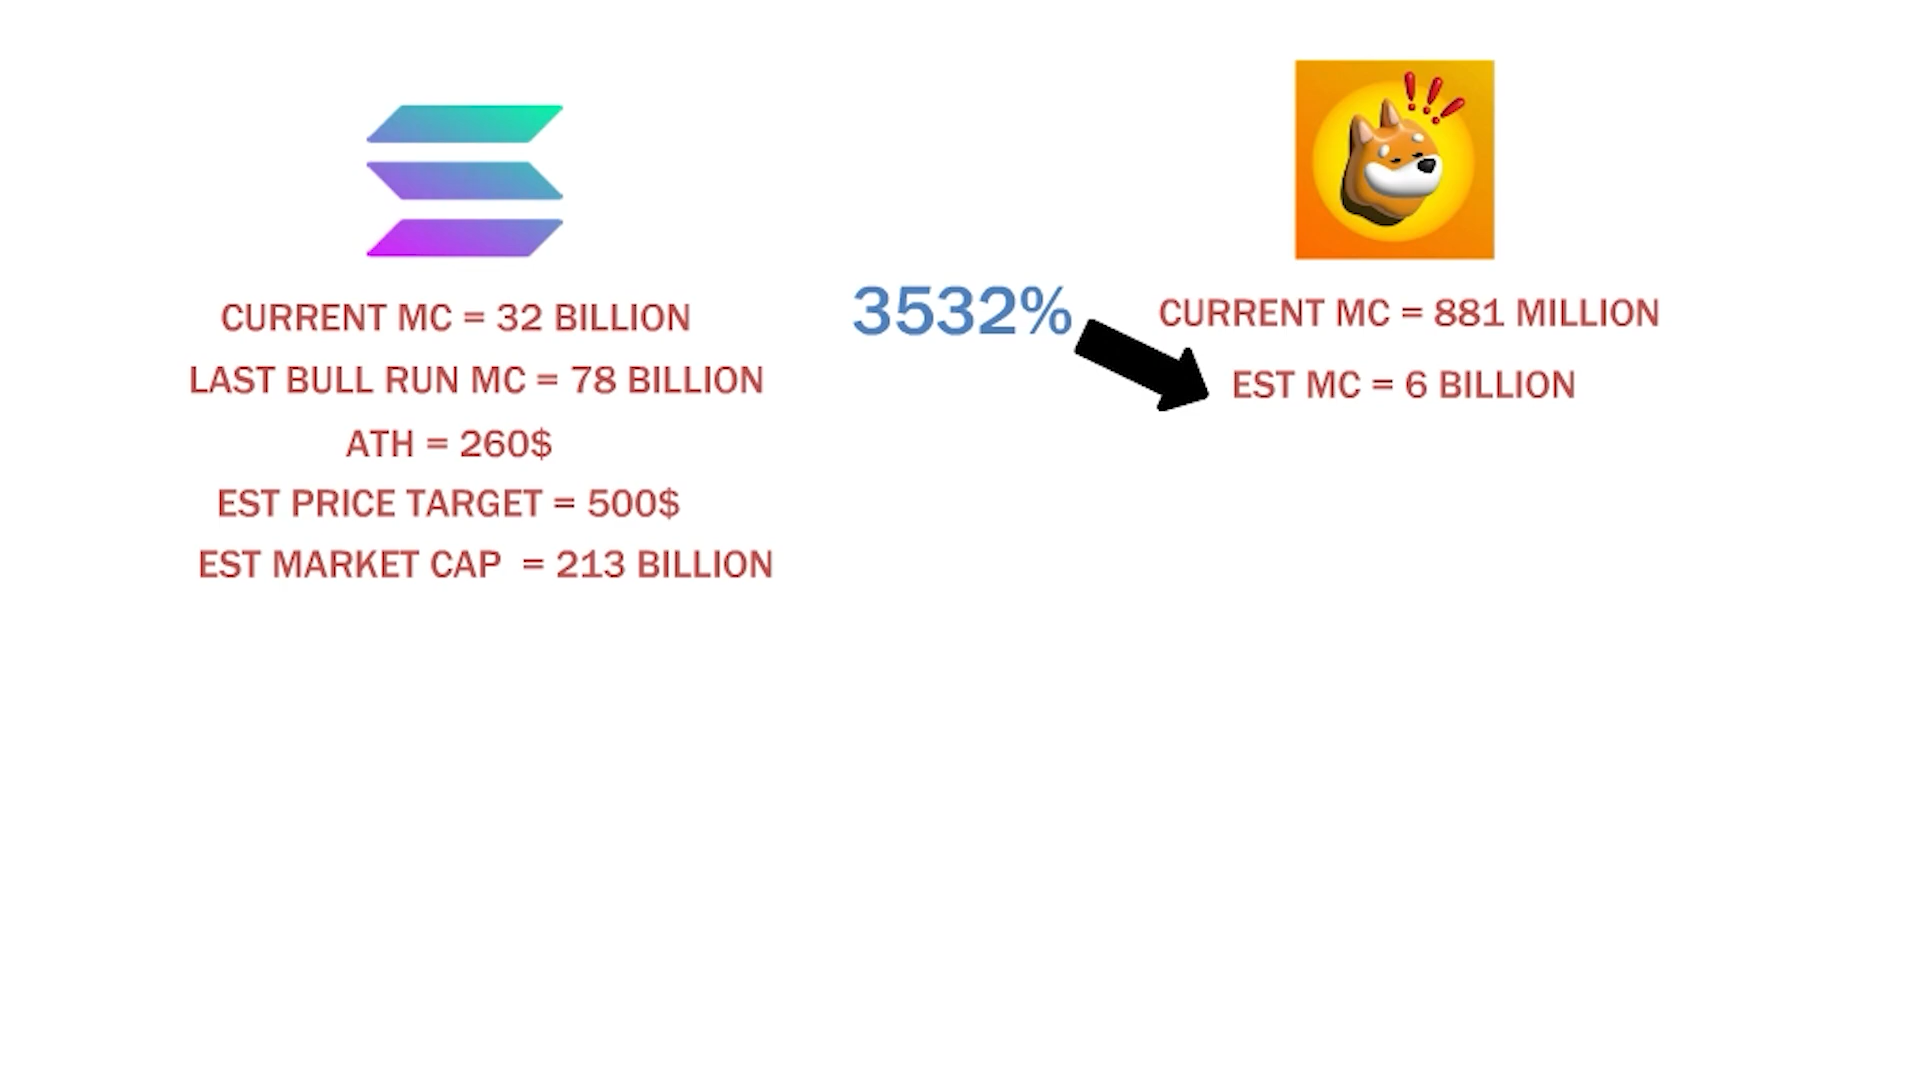 CURRENT MC = 32 BILLION
LAST BULL RUN MC = 78 BILLION
ATH = 260$
EST PRICE TARGET = 500$
EST MARKET CAP = 213 BILLION
3532%
CURRENT MC = 881 MILLION
EST MC = 6 BILLION